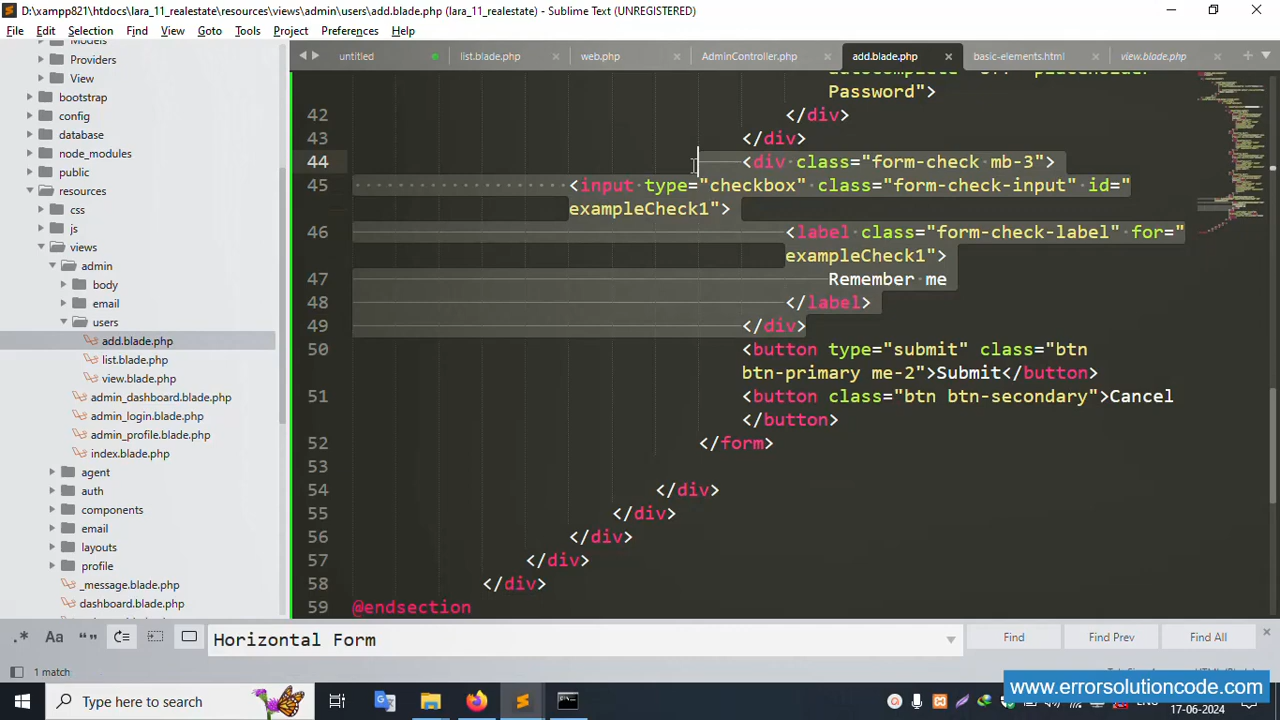 D:\xampp821\htdocs\lara_11_realestate\resources\views\admin\users\add.blade.php (lara_11_realestate) - Sublime Text (UNREGISTERED)
File Edit Selection Find View Goto Tools Project Preferences Help
Models
Providers
View
bootstrap
config
database
node_modules
public
resources
css
js
views
admin
body
email
users
add.blade.php
list.blade.php
view.blade.php
admin_dashboard.blade.php
admin_login.blade.php
admin_profile.blade.php
index.blade.php
agent
auth
components
email
layouts
profile
_message.blade.php
dashboard.blade.php
untitled list.blade.php web.php AdminController.php add.blade.php basic-elements.html view.blade.php
autocomplete="off" placeholder="
Password">
42 </div>
43 </div>
44 <div class="form-check mb-3">
45 <input type="checkbox" class="form-check-input" id="
exampleCheck1">
46 <label class="form-check-label" for="
exampleCheck1">
47 Remember me
48 </label>
49 </div>
50 <button type="submit" class="btn
btn-primary me-2">Submit</button>
51 <button class="btn btn-secondary">Cancel
</button>
52 </form>
53
54 </div>
55 </div>
56 </div>
57 </div>
58 </div>
59 @endsection
.* Aa “” Horizontal Form Find Find Prev Find All
1 match
Type here to search
www.errorsolutioncode.com
17-06-2024